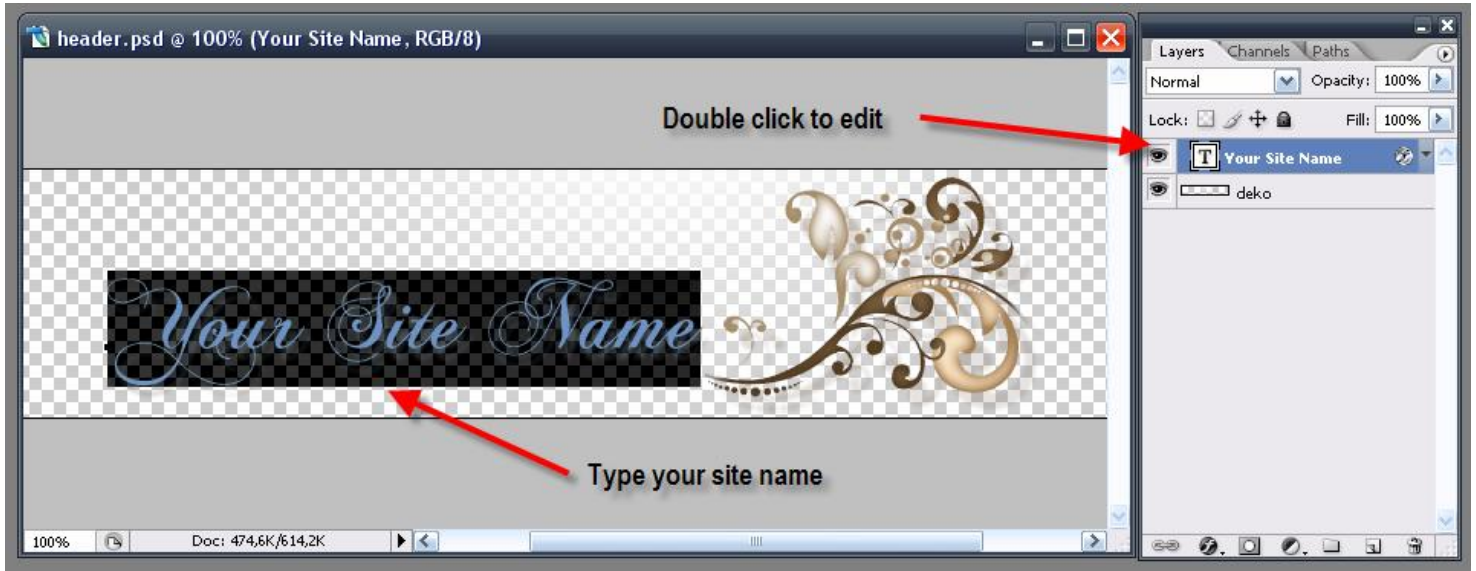 header.psd @ 100% (Your Site Name, RGB/8)
Double click to edit
Your Site Name
Type your site name
100%
Doc: 474,6K/614,2K
Layers Channels Paths
Normal Opacity: 100%
Lock: Fill: 100%
T Your Site Name
deko